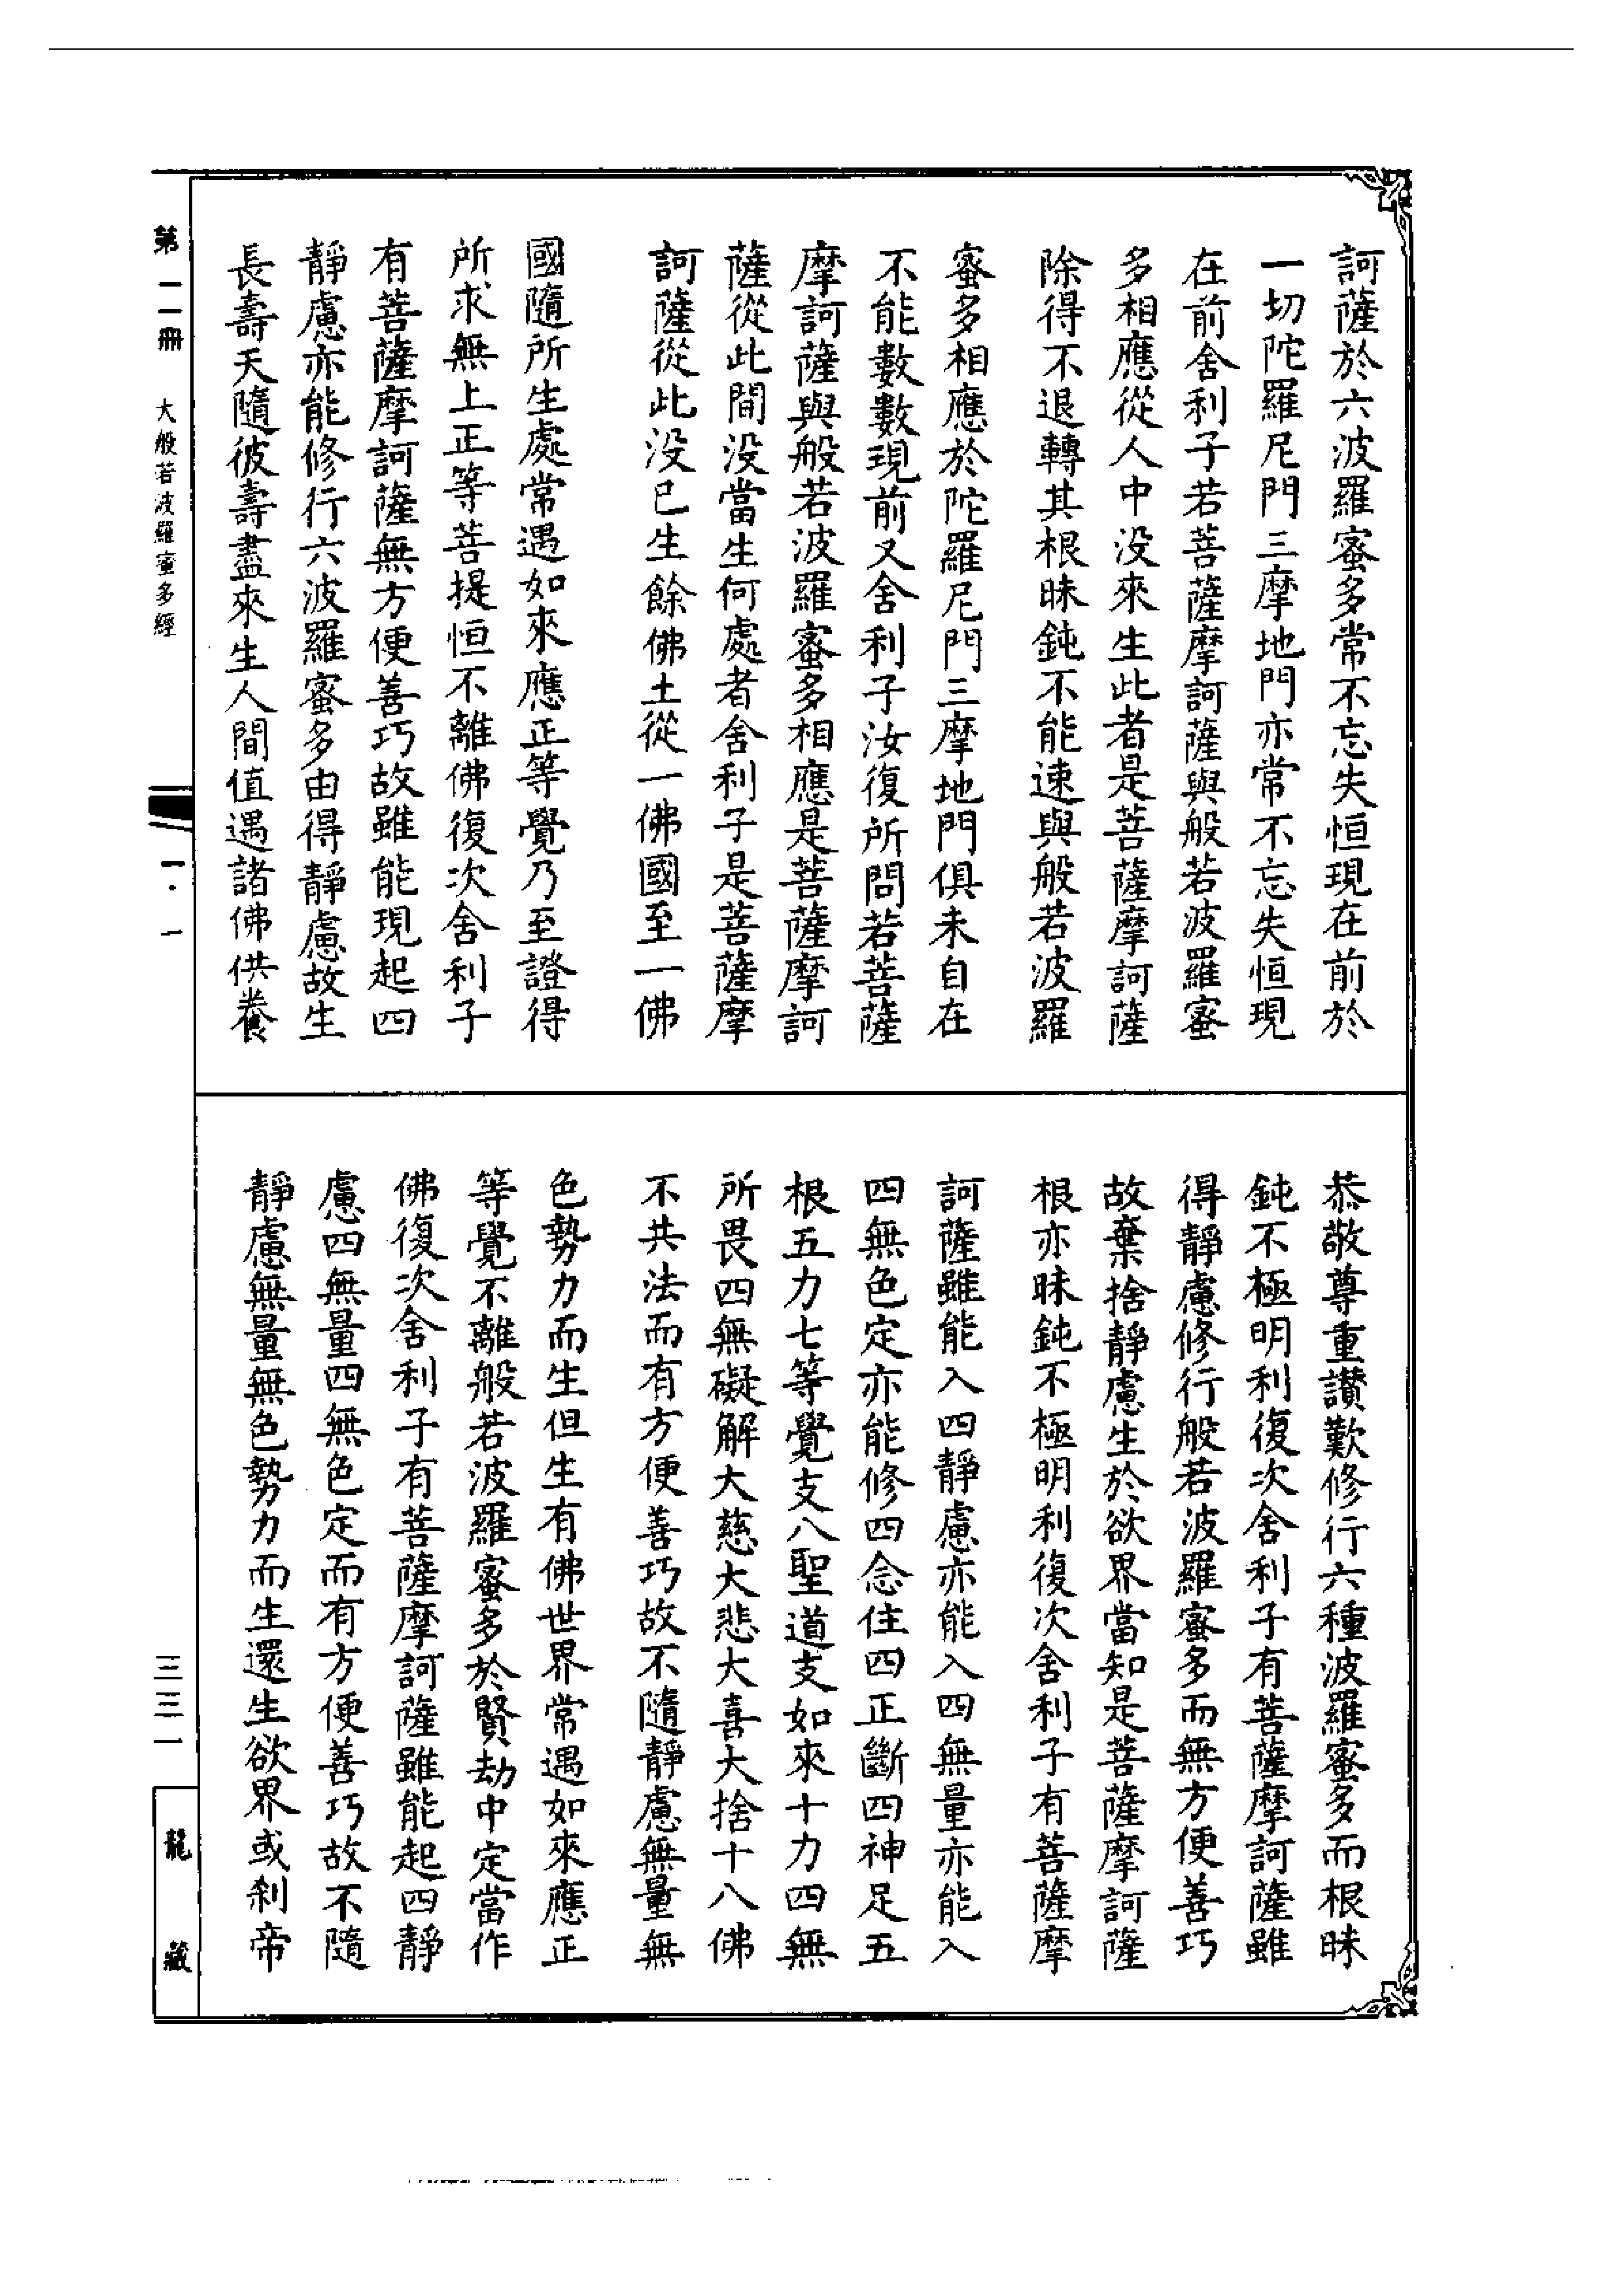 訶薩於六波羅蜜多常不忘失恒現在前於
一切陀羅尼門三摩地門亦常不忘失恒現
在前舍利子若菩薩摩訶薩與般若波羅蜜
多相應從人中没來生此者是菩薩摩訶薩
除得不退轉其根昧鈍不能速與般若波羅
蜜多相應於陀羅尼門三摩地門俱未自在
不能數數現前又舍利子汝復所問若菩薩
摩訶薩與般若波羅蜜多相應是菩薩摩訶
薩從此間没當生何處者舍利子是菩薩摩
訶薩從此没已生餘佛土從一佛國至一佛
國隨所生處常遇如來應正等覺乃至證得
所求無上正等菩提恒不離佛復次舍利子
有菩薩摩訶薩無方便善巧故雖能現起四
靜慮亦能修行六波羅蜜多由得靜慮故生
長壽天隨彼壽盡來生人間值遇諸佛供養
恭敬尊重讃歎修行六種波羅蜜多而根昧
鈍不極明利復次舍利子有菩薩摩訶薩雖
得靜慮修行般若波羅蜜多而無方便善巧
故棄捨靜慮生於欲界當知是菩薩摩訶薩
根亦昧鈍不極明利復次舍利子有菩薩摩
訶薩雖能入四靜慮亦能入四無量亦能入
四無色定亦能修四念住四正斷四神足五
根五力七等覺支八聖道支如來十力四無
所畏四無礙解大慈大悲大喜大捨十八佛
不共法而有方便善巧故不隨靜慮無量無
色勢力而生但生有佛世界常遇如來應正
等覺不離般若波羅蜜多於賢劫中定當作
佛復次舍利子有菩薩摩訶薩雖能起四靜
慮四無量四無色定而有方便善巧故不隨
靜慮無量無色勢力而生還生欲界或刹帝
第一一冊 大般若波羅蜜多經
一·一
三三一
龍藏